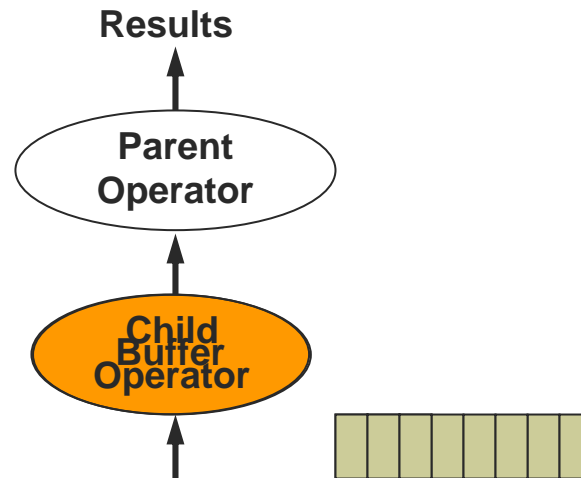 Results
Parent
Operator
Child
Buffer
Operator